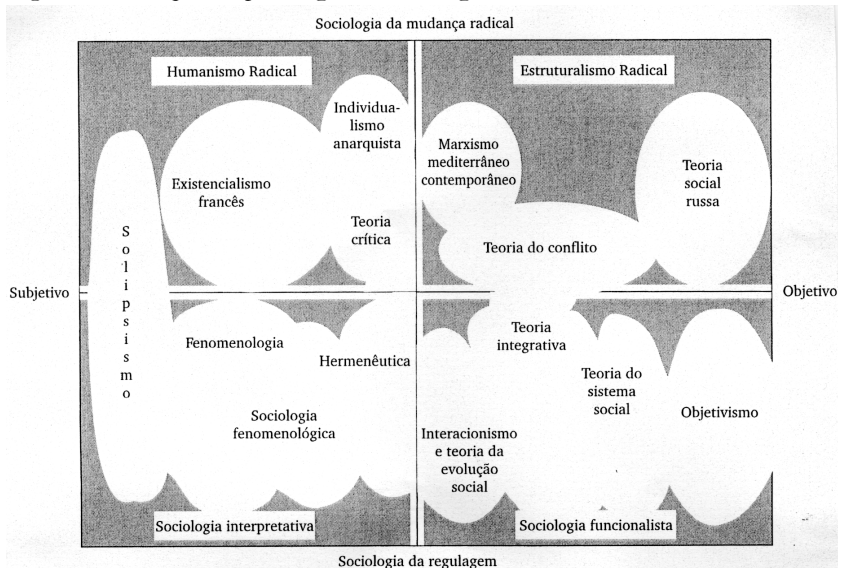 Sociologia da mudança radical
Humanismo Radical
Estruturalismo Radical
Individua-
lismo
anarquista
Existencialismo
francês
Teoria
crítica
Marxismo
mediterrâneo
contemporâneo
Teoria
social
russa
Teoria do conflito
Subjetivo
Objetivo
S
o
l
i
p
s
i
s
m
o
Fenomenologia
Hermenêutica
Sociologia
fenomenológica
Teoria
integrativa
Teoria do
sistema
social
Objetivismo
Interacionismo
e teoria da
evolução
social
Sociologia interpretativa
Sociologia funcionalista
Sociologia da regulagem